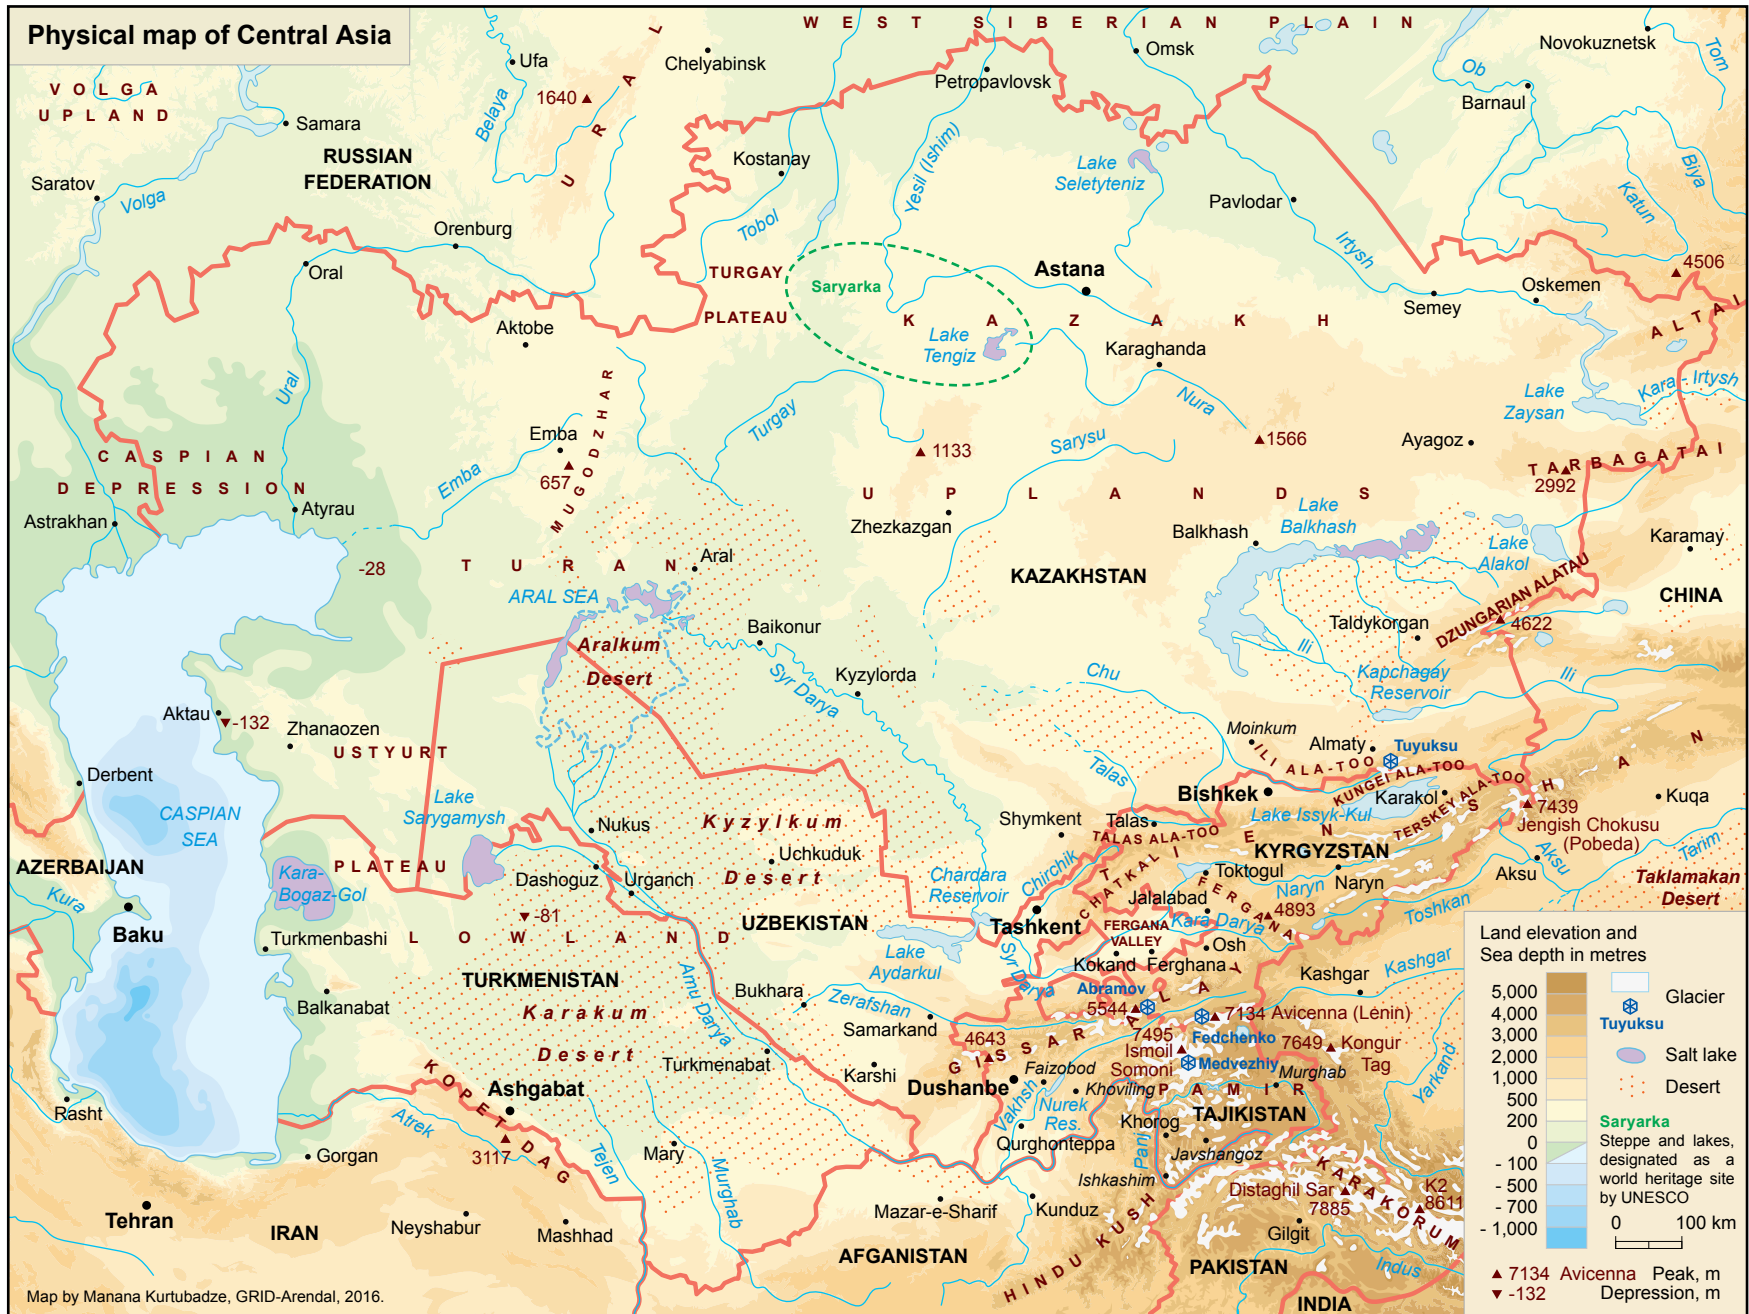 Physical map of Central Asia
WEST SIBERIAN PLAIN
Ufa
Chelyabinsk
Omsk
Novokuznetsk
Tom
VOLGA
UPLAND
1640
URAL
Belaya
Petropavlovsk
Ob
Barnaul
Samara
RUSSIAN
FEDERATION
Kostanay
Yesil (Ishim)
Lake
Seletyteniz
Biya
Katun
Saratov
Volga
Pavlodar
Orenburg
Tobol
Irtysh
Oral
TURGAY
PLATEAU
Saryarka
Astana
4506
Oskemen
Semey
ALTAI
Aktobe
KAZAKH
Lake
Tengiz
Karaghanda
Ural
Nura
Lake
Zaysan
Kara - Irtysh
Turgay
MUGODZHAR
Emba
Emba
657
1133
Sarysu
1566
Ayagoz
TARBAGATAI
2992
CASPIAN
DEPRESSION
UPLANDS
Astrakhan
Atyrau
Zhezkazgan
Balkhash
Lake
Balkhash
Lake
Alakol
Karamay
-28
TURAN
Aral
ARAL SEA
KAZAKHSTAN
CHINA
DZUNGARIAN ALATAU
4622
Taldykorgan
Aralkum
Desert
Baikonur
Syr Darya
Kyzylorda
Chu
Ili
Kapchagay
Reservoir
Ili
Aktau
-132
Zhanaozen
USTYURT
Moinkum
Almaty
Tuyuksu
ILI ALA-TOO
KUNGEI ALA-TOO
Derbent
CASPIAN
SEA
Lake
Sarygamysh
Talas
Bishkek
Karakol
TERSKEY ALA-TOO
TIEN SHAN
7439
Jengish Chokusu
(Pobeda)
Kuqa
Nukus
Kyzylkum
Desert
Uchkuduk
Shymkent
Talas
TALAS ALA-TOO
Lake Issyk-Kul
KYRGYZSTAN
Tarim
Aksu
Aksu
AZERBAIJAN
Kura
Baku
Kara-
Bogaz-Gol
PLATEAU
Dashoguz
Urganch
Chardara
Reservoir
Chirchik
CHATKAL
Toktogul
Jalalabad
Naryn
Naryn
Toshkan
Taklamakan
Desert
-81
UZBEKISTAN
Tashkent
FERGANA
4893
Kara Darya
FERGANA
VALLEY
Turkmenbashi
LOWLAND
Lake
Aydarkul
Syr Darya
Kokand
Ferghana
Osh
Kashgar
Kashgar
TURKMENISTAN
Balkanabat
Amu Darya
Bukhara
Zerafshan
Samarkand
Abramov
5544
ALAY
7134 Avicenna (Lenin)
Karakum
Desert
Fedchenko
7495
Ismoil
Somoni
Medvezhiy
7649
Kongur
Tag
Yarkand
Turkmenabat
Karshi
4643
GISSAR
Dushanbe
Faizobod
Khoviling
PAMIR
Murghab
KOPET DAG
Ashgabat
Rasht
Atrek
Vakhsh
Nurek
Res.
TAJIKISTAN
Khorog
Gorgan
3117
Tejen
Mary
Murghab
Qurghonteppa
Panj
Javshangoz
Ishkashim
KARAKORUM
K2
8611
Distaghil Sar
7885
Tehran
IRAN
Neyshabur
Mashhad
Mazar-e-Sharif
Kunduz
HINDU KUSH
Gilgit
AFGANISTAN
PAKISTAN
Indus
INDIA
Land elevation and
Sea depth in metres
5,000
4,000
3,000
2,000
1,000
500
200
0
- 100
- 500
- 700
- 1,000
Glacier
Tuyuksu
Salt lake
Desert
Saryarka
Steppe and lakes,
designated as a
world heritage site
by UNESCO
0 100 km
7134 Avicenna Peak, m
-132 Depression, m
Map by Manana Kurtubadze, GRID-Arendal, 2016.